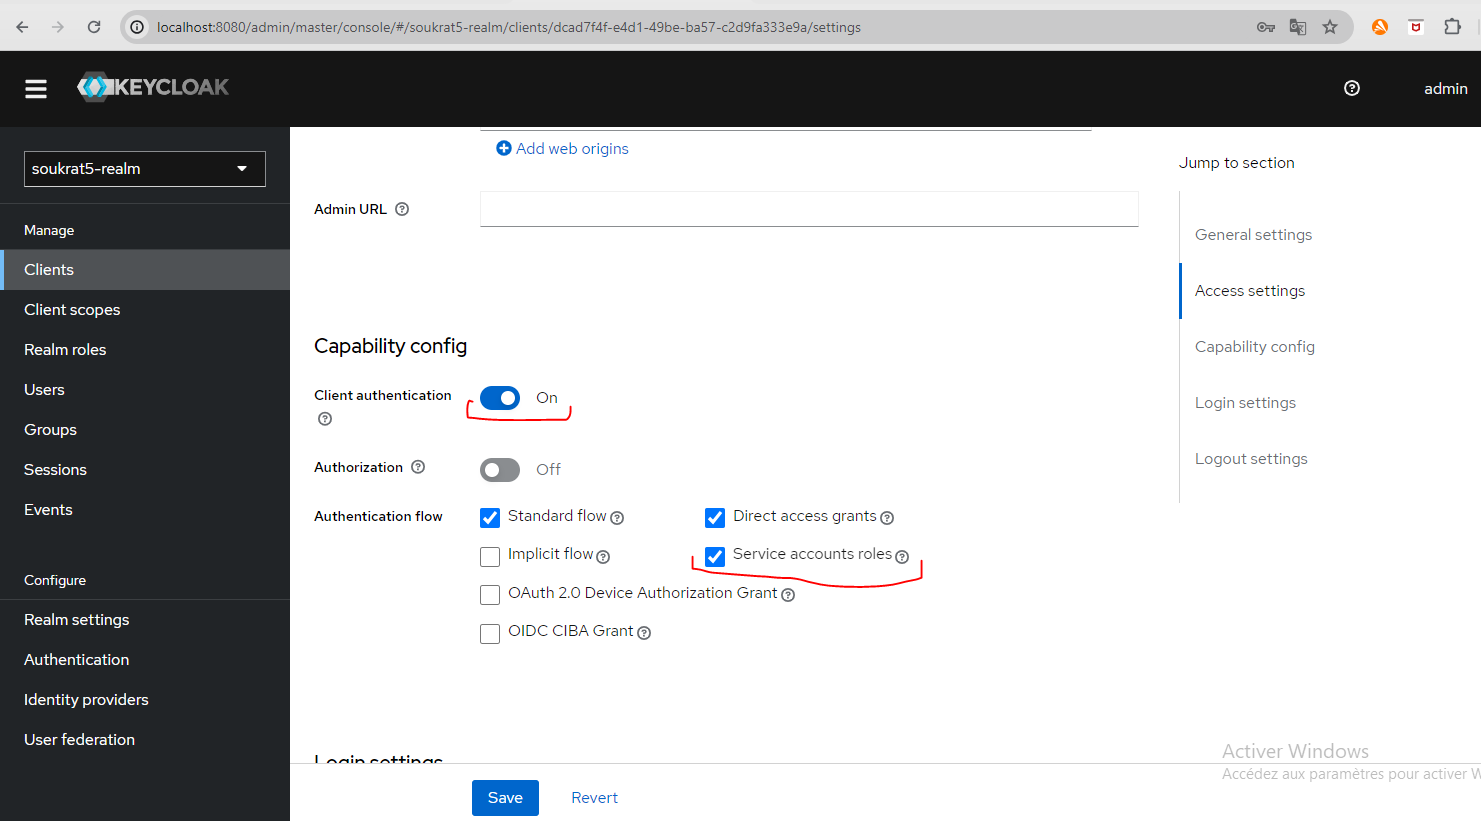 localhost:8080/admin/master/console/#/soukrat5-realm/clients/dcad7f4f-e4d1-49be-ba57-c2d9fa333e9a/settings
KEYCLOAK
admin
soukrat5-realm
Manage
Clients
Client scopes
Realm roles
Users
Groups
Sessions
Events
Configure
Realm settings
Authentication
Identity providers
User federation
Add web origins
Admin URL
Capability config
Client authentication
On
Authorization
Off
Authentication flow
Standard flow
Direct access grants
Implicit flow
Service accounts roles
OAuth 2.0 Device Authorization Grant
OIDC CIBA Grant
Login settings
Save
Revert
Jump to section
General settings
Access settings
Capability config
Login settings
Logout settings
Activer Windows
Accédez aux paramètres pour activer W